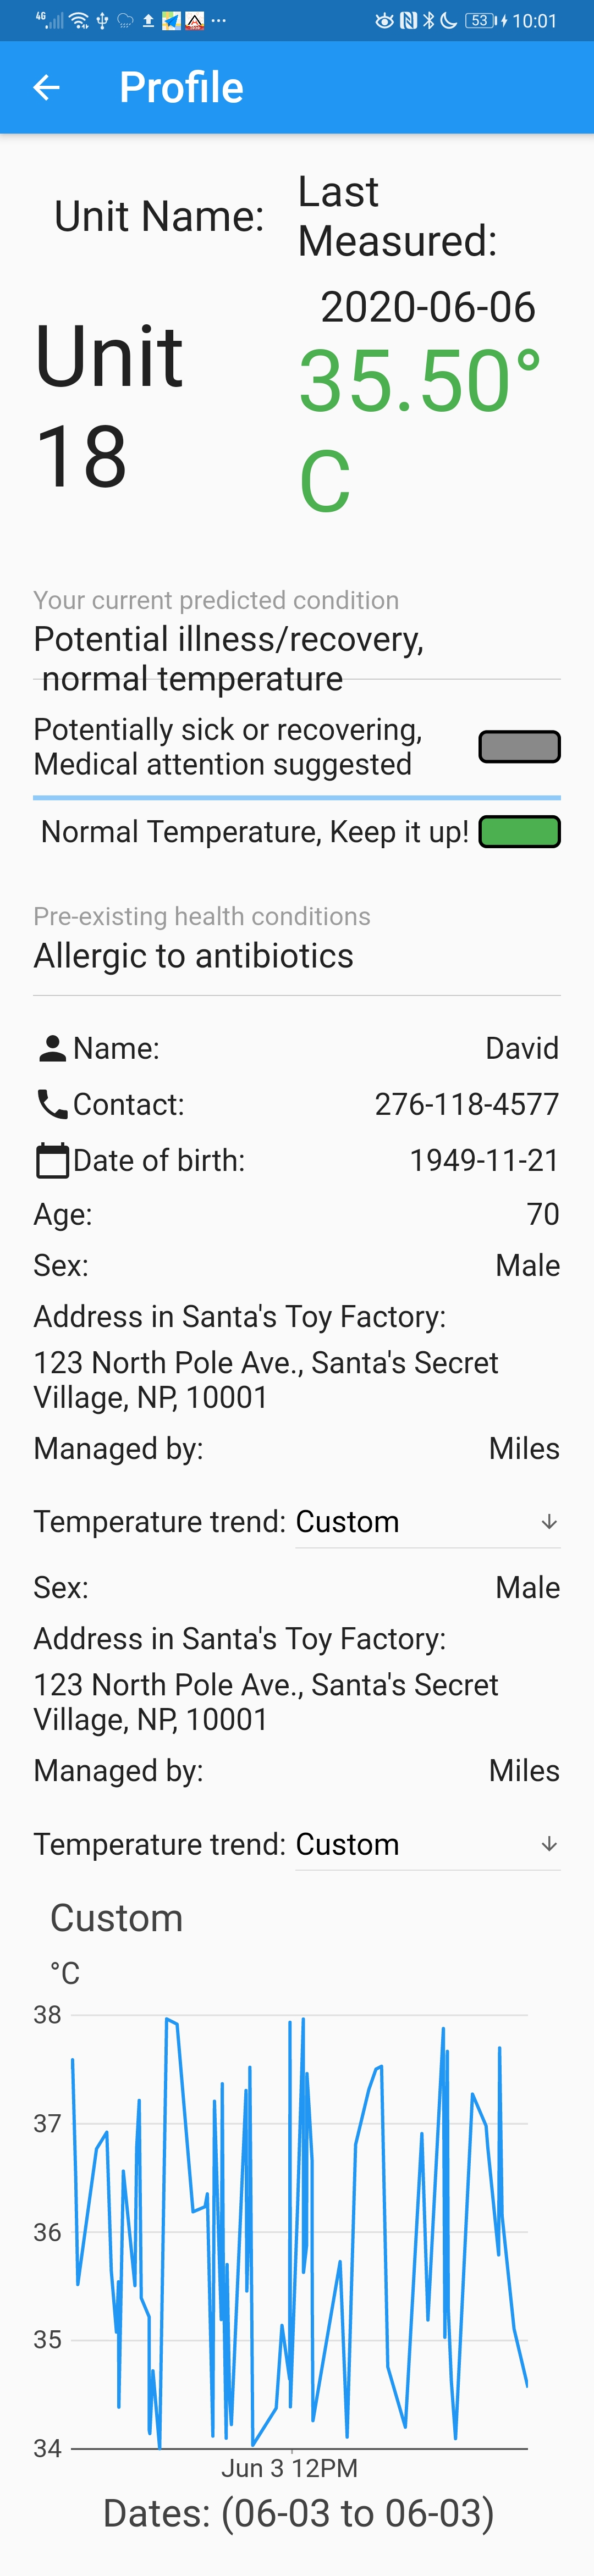 4G 53 10:01
Profile
Unit Name:
Last
Measured:
2020-06-06
Unit
18
35.50°
C
Your current predicted condition
Potential illness/recovery,
normal temperature
Potentially sick or recovering,
Medical attention suggested
Normal Temperature, Keep it up!
Pre-existing health conditions
Allergic to antibiotics
Name: David
Contact: 276-118-4577
Date of birth: 1949-11-21
Age: 70
Sex: Male
Address in Santa's Toy Factory:
123 North Pole Ave., Santa's Secret
Village, NP, 10001
Managed by: Miles
Temperature trend: Custom
Sex: Male
Address in Santa's Toy Factory:
123 North Pole Ave., Santa's Secret
Village, NP, 10001
Managed by: Miles
Temperature trend: Custom
Custom
°C
38
37
36
35
34
Jun 3 12PM
Dates: (06-03 to 06-03)